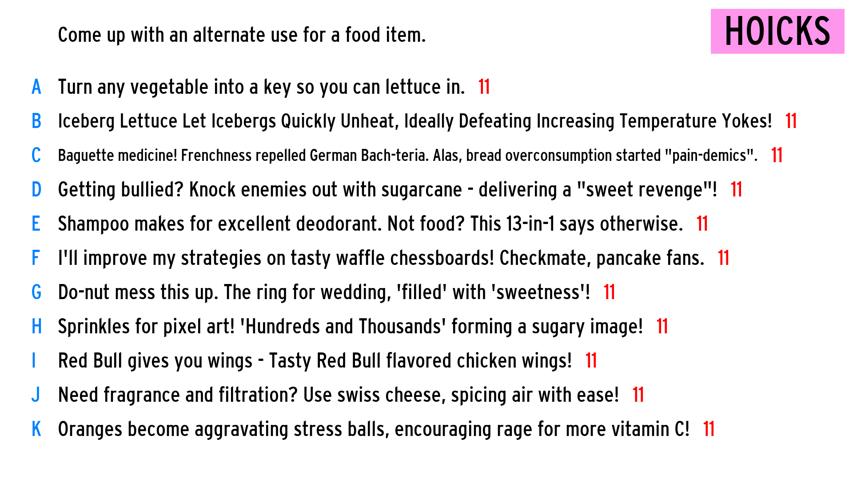 Come up with an alternate use for a food item.
HOICKS
A Turn any vegetable into a key so you can lettuce in. 11
B Iceberg Lettuce Let Icebergs Quickly Unheat, Ideally Defeating Increasing Temperature Yokes! 11
C Baguette medicine! Frenchness repelled German Bach-teria. Alas, bread overconsumption started "pain-demics". 11
D Getting bullied? Knock enemies out with sugarcane - delivering a "sweet revenge"! 11
E Shampoo makes for excellent deodorant. Not food? This 13-in-1 says otherwise. 11
F I'll improve my strategies on tasty waffle chessboards! Checkmate, pancake fans. 11
G Do-nut mess this up. The ring for wedding, 'filled' with 'sweetness'! 11
H Sprinkles for pixel art! 'Hundreds and Thousands' forming a sugary image! 11
I Red Bull gives you wings - Tasty Red Bull flavored chicken wings! 11
J Need fragrance and filtration? Use swiss cheese, spicing air with ease! 11
K Oranges become aggravating stress balls, encouraging rage for more vitamin C! 11